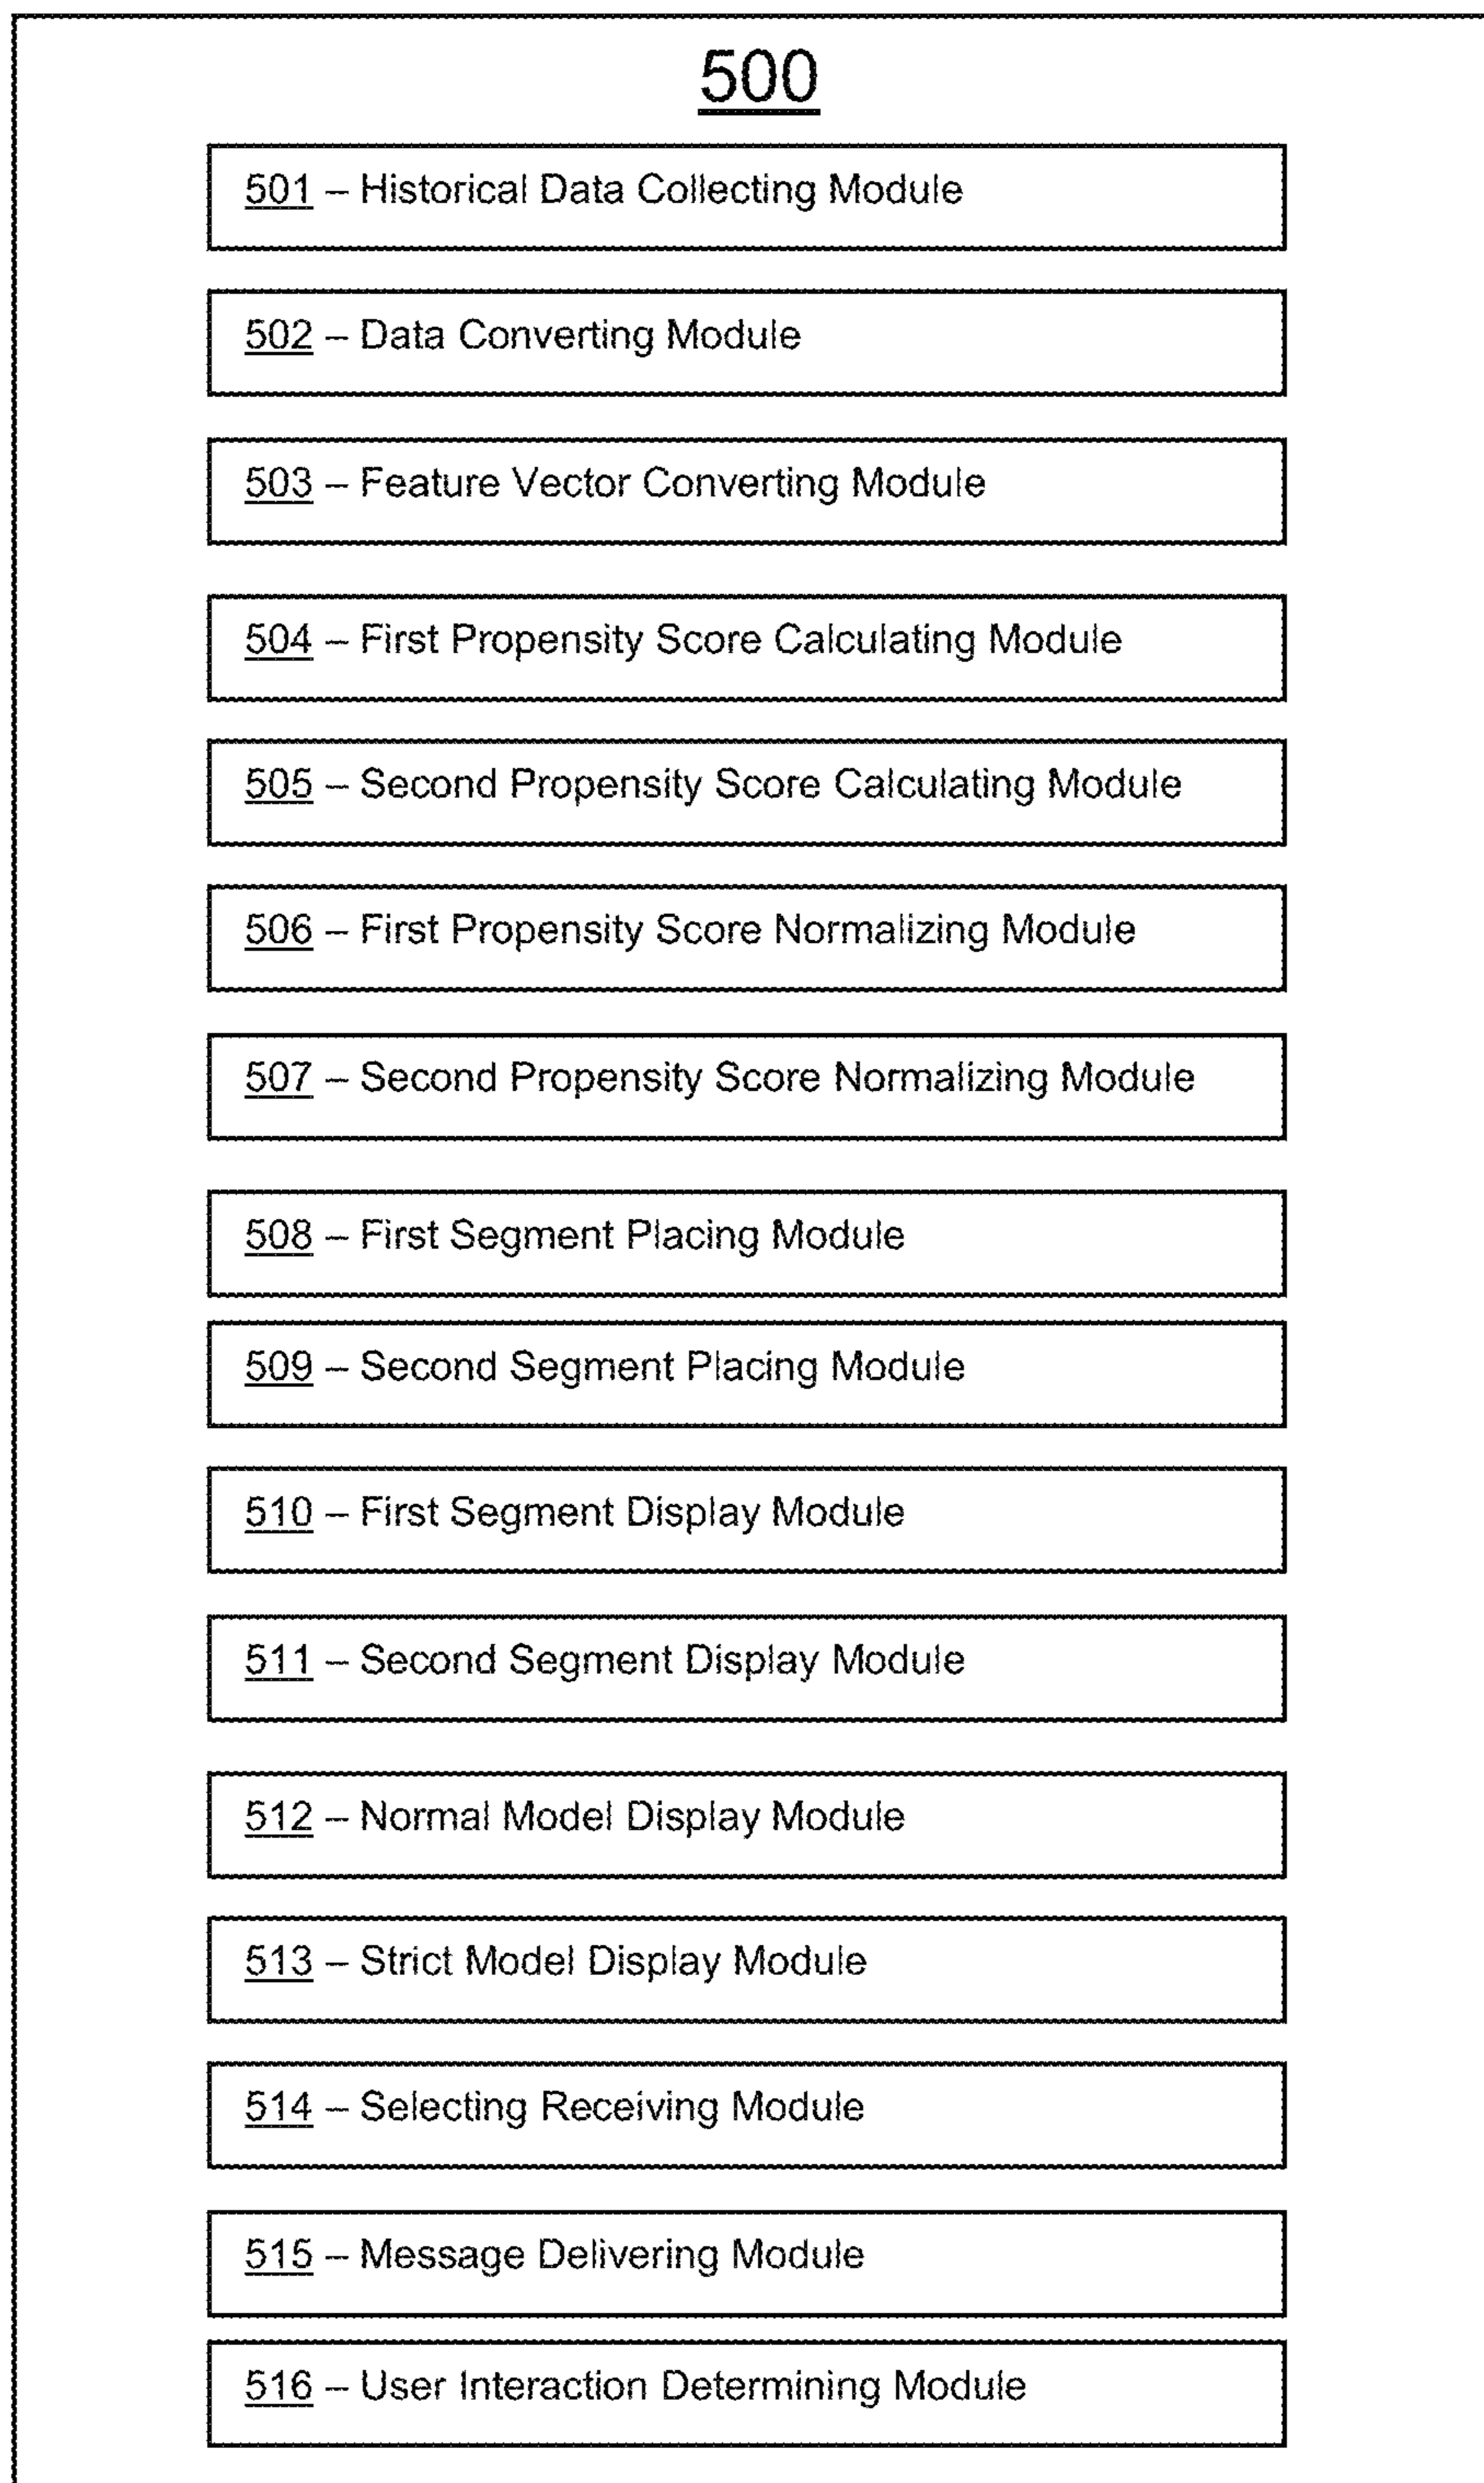 500
501 – Historical Data Collecting Module
502 – Data Converting Module
503 – Feature Vector Converting Module
504 – First Propensity Score Calculating Module
505 – Second Propensity Score Calculating Module
506 – First Propensity Score Normalizing Module
507 – Second Propensity Score Normalizing Module
508 – First Segment Placing Module
509 – Second Segment Placing Module
510 – First Segment Display Module
511 – Second Segment Display Module
512 – Normal Model Display Module
513 – Strict Model Display Module
514 – Selecting Receiving Module
515 – Message Delivering Module
516 – User Interaction Determining Module